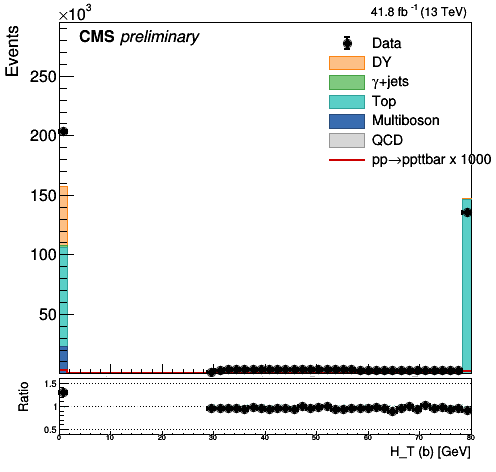 ×10³
41.8 fb⁻¹ (13 TeV)
CMS preliminary
Events
250
200
150
100
50
Data
DY
γ+jets
Top
Multiboson
QCD
pp→ppttbar x 1000
Ratio
1.5
1
0.5
0 10 20 30 40 50 60 70 80
H_T (b) [GeV]